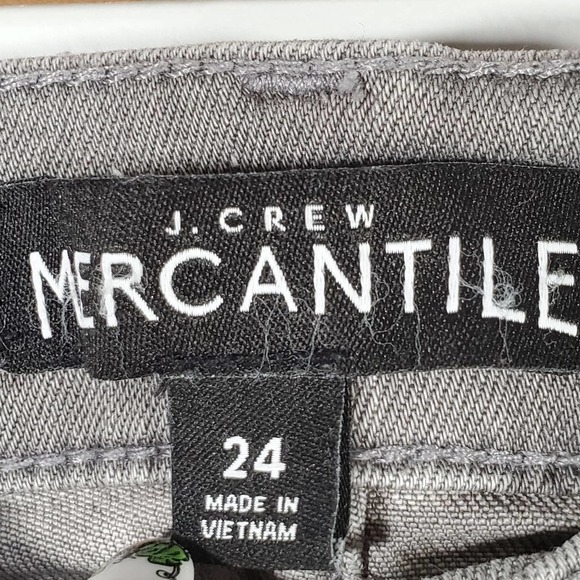 J. CREW
MERCANTILE
24
MADE IN
VIETNAM